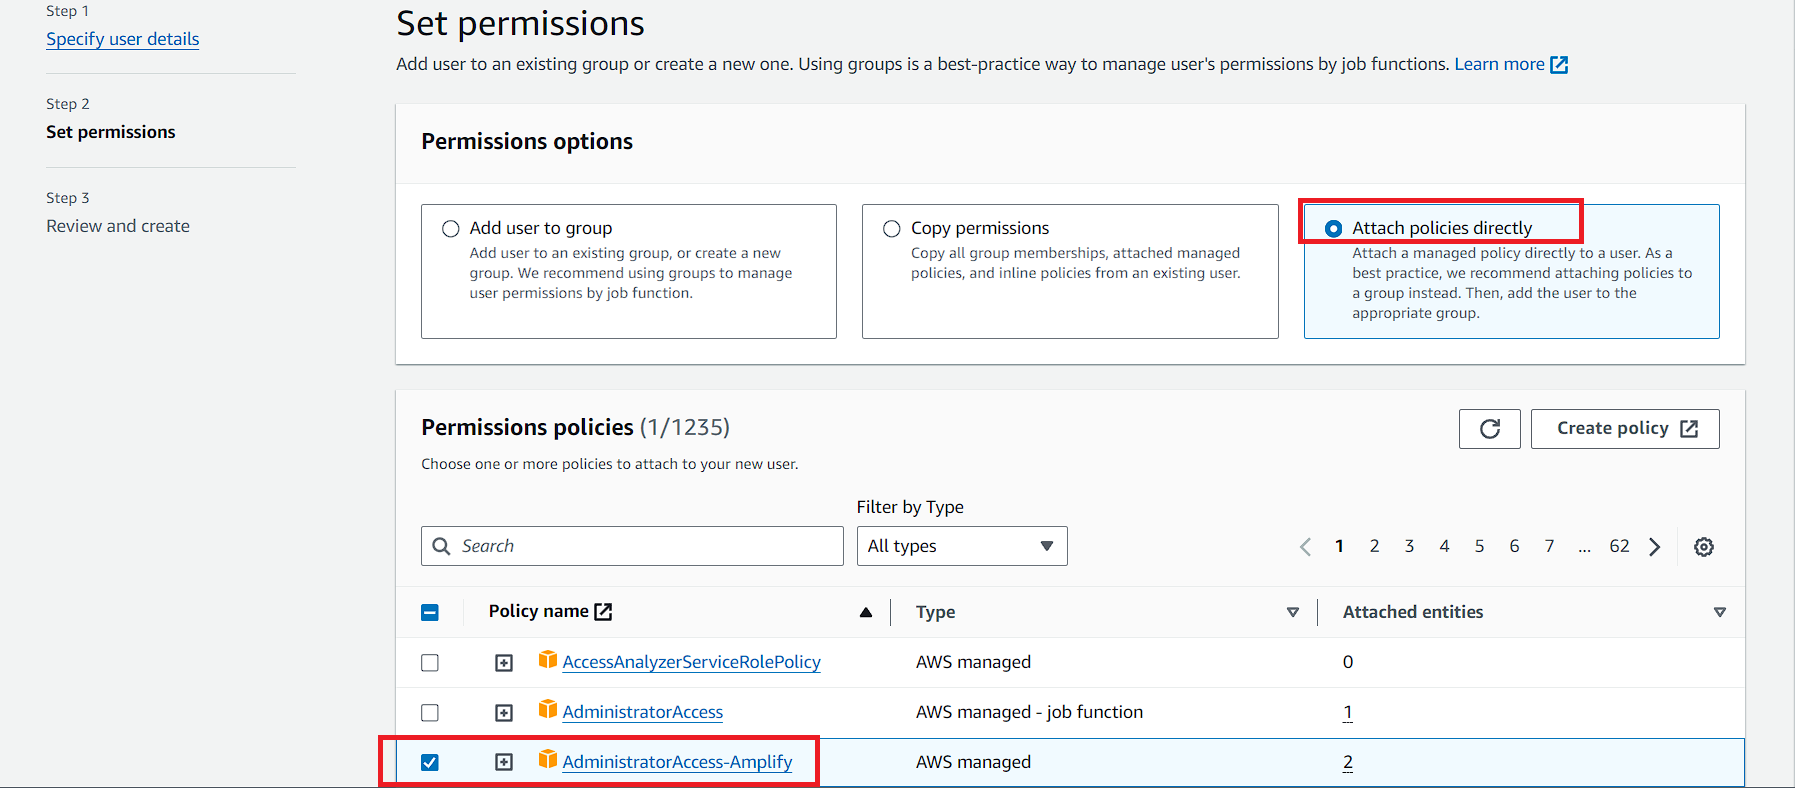 Step 1
Specify user details
Step 2
Set permissions
Step 3
Review and create
Set permissions
Add user to an existing group or create a new one. Using groups is a best-practice way to manage user's permissions by job functions. Learn more
Permissions options
Add user to group
Add user to an existing group, or create a new
group. We recommend using groups to manage
user permissions by job function.
Copy permissions
Copy all group memberships, attached managed
policies, and inline policies from an existing user.
Attach policies directly
Attach a managed policy directly to a user. As a
best practice, we recommend attaching policies to
a group instead. Then, add the user to the
appropriate group.
Permissions policies (1/1235)
Create policy
Choose one or more policies to attach to your new user.
Filter by Type
Search
All types
1 2 3 4 5 6 7 ... 62
Policy name Type Attached entities
AccessAnalyzerServiceRolePolicy AWS managed 0
AdministratorAccess AWS managed - job function 1
AdministratorAccess-Amplify AWS managed 2